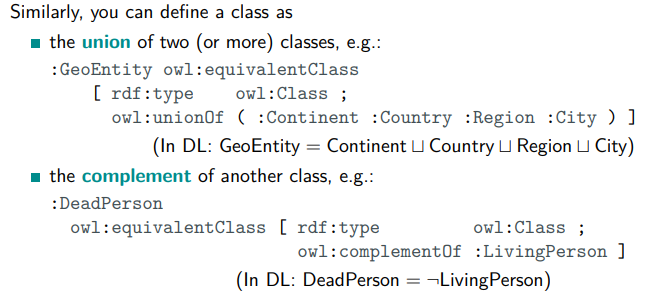 Similarly, you can define a class as
■ the union of two (or more) classes, e.g.:
:GeoEntity owl:equivalentClass
[ rdf:type owl:Class ;
owl:unionOf ( :Continent :Country :Region :City ) ]
(In DL: GeoEntity = Continent ⊔ Country ⊔ Region ⊔ City)
■ the complement of another class, e.g.:
:DeadPerson
owl:equivalentClass [ rdf:type owl:Class ;
owl:complementOf :LivingPerson ]
(In DL: DeadPerson = ¬LivingPerson)